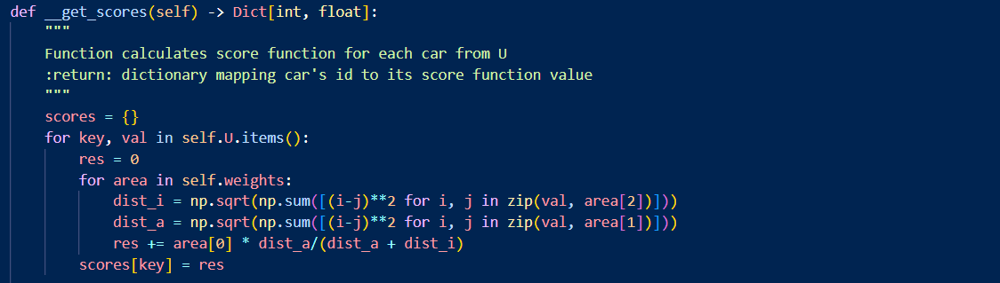 def __get_scores(self) -> Dict[int, float]:
    """
    Function calculates score function for each car from U
    :return: dictionary mapping car's id to its score function value
    """
    scores = {}
    for key, val in self.U.items():
        res = 0
        for area in self.weights:
            dist_i = np.sqrt(np.sum([(i-j)**2 for i, j in zip(val, area[2])]))
            dist_a = np.sqrt(np.sum([(i-j)**2 for i, j in zip(val, area[1])]))
            res += area[0] * dist_a/(dist_a + dist_i)
        scores[key] = res